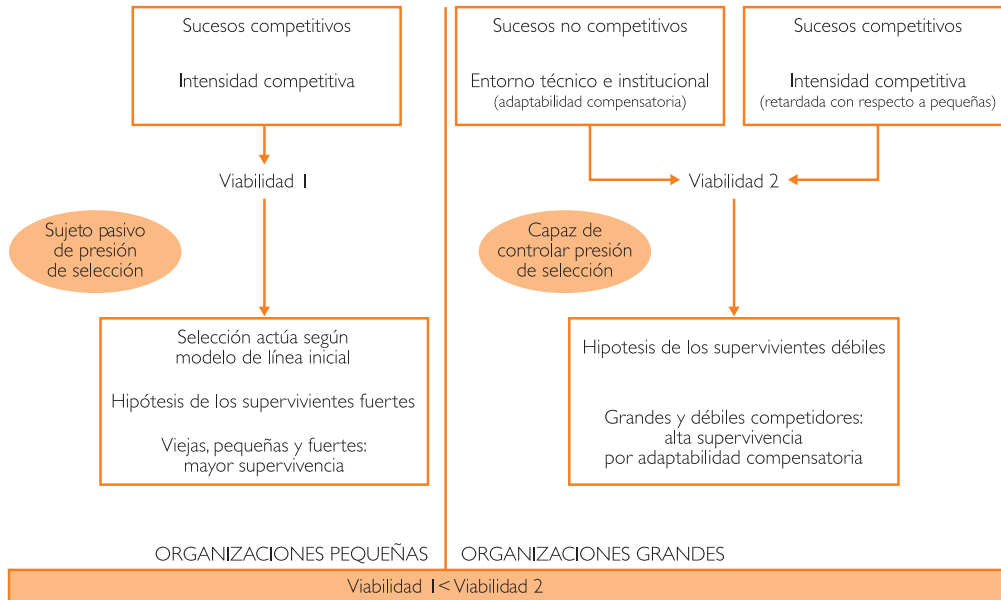 Sucesos competitivos
Intensidad competitiva
Viabilidad 1
Sujeto pasivo
de presión
de selección
Selección actúa según
modelo de línea inicial
Hipótesis de los supervivientes fuertes
Viejas, pequeñas y fuertes:
mayor supervivencia
ORGANIZACIONES PEQUEÑAS
Sucesos no competitivos
Entorno técnico e institucional
(adaptabilidad compensatoria)
Sucesos competitivos
Intensidad competitiva
(retardada con respecto a pequeñas)
Viabilidad 2
Capaz de
controlar presión
de selección
Hipotesis de los supervivientes débiles
Grandes y débiles competidores:
alta supervivencia
por adaptabilidad compensatoria
ORGANIZACIONES GRANDES
Viabilidad 1< Viabilidad 2